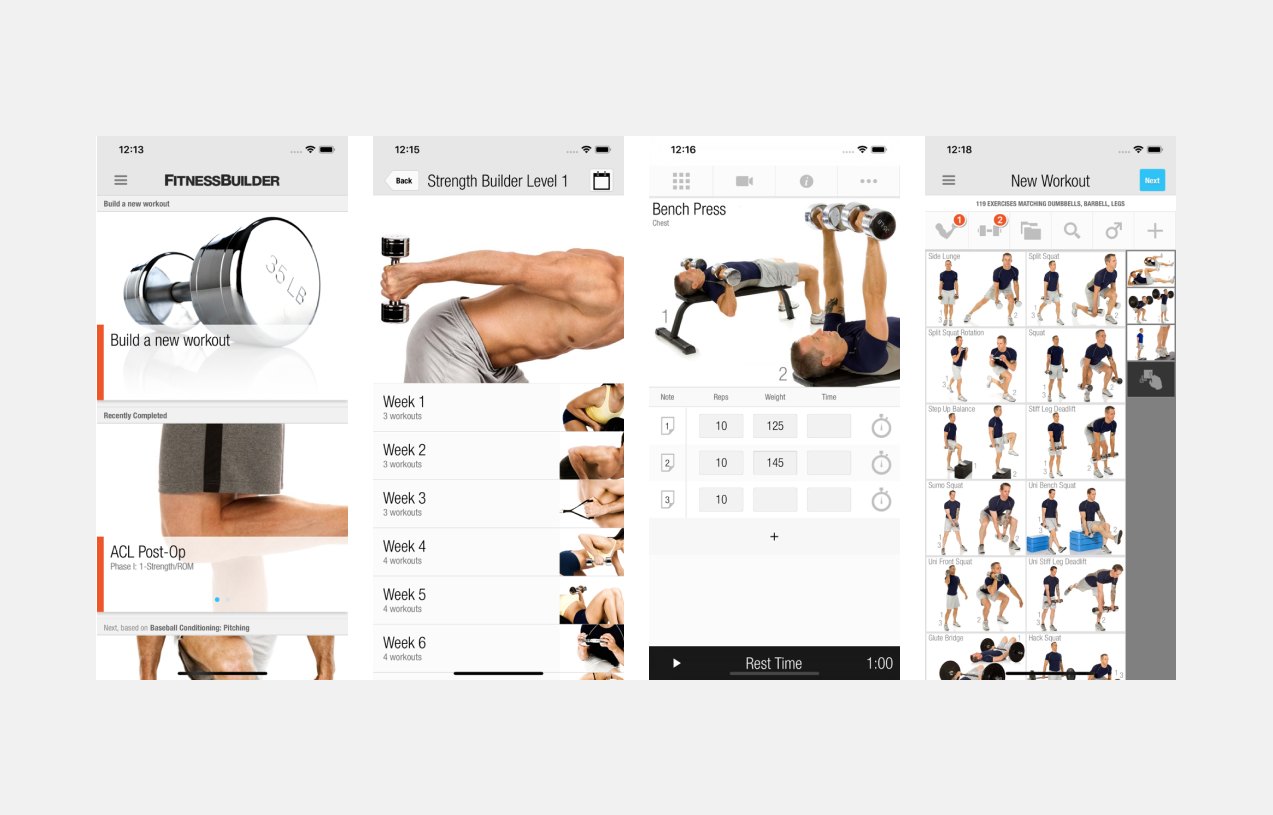 12:13
FITNESSBUILDER
Build a new workout
35 LB
Build a new workout
Recently Completed
ACL Post-Op
Phase I: 1-Strength/ROM
Next, based on Baseball Conditioning: Pitching
12:15
Back
Strength Builder Level 1
Week 1
3 workouts
Week 2
3 workouts
Week 3
3 workouts
Week 4
4 workouts
Week 5
4 workouts
Week 6
4 workouts
12:16
Bench Press
Chest
1
2
Note Reps Weight Time
1 10 125
2 10 145
3 10
+
Rest Time 1:00
12:18
New Workout
Next
119 EXERCISES MATCHING DUMBBELLS, BARBELL, LEGS
1 2
Side Lunge Split Squat
Split Squat Rotation Squat
Step Up Balance Stiff Leg Deadlift
Sumo Squat Uni Bench Squat
Uni Front Squat Uni Stiff Leg Deadlift
Glute Bridge Hack Squat